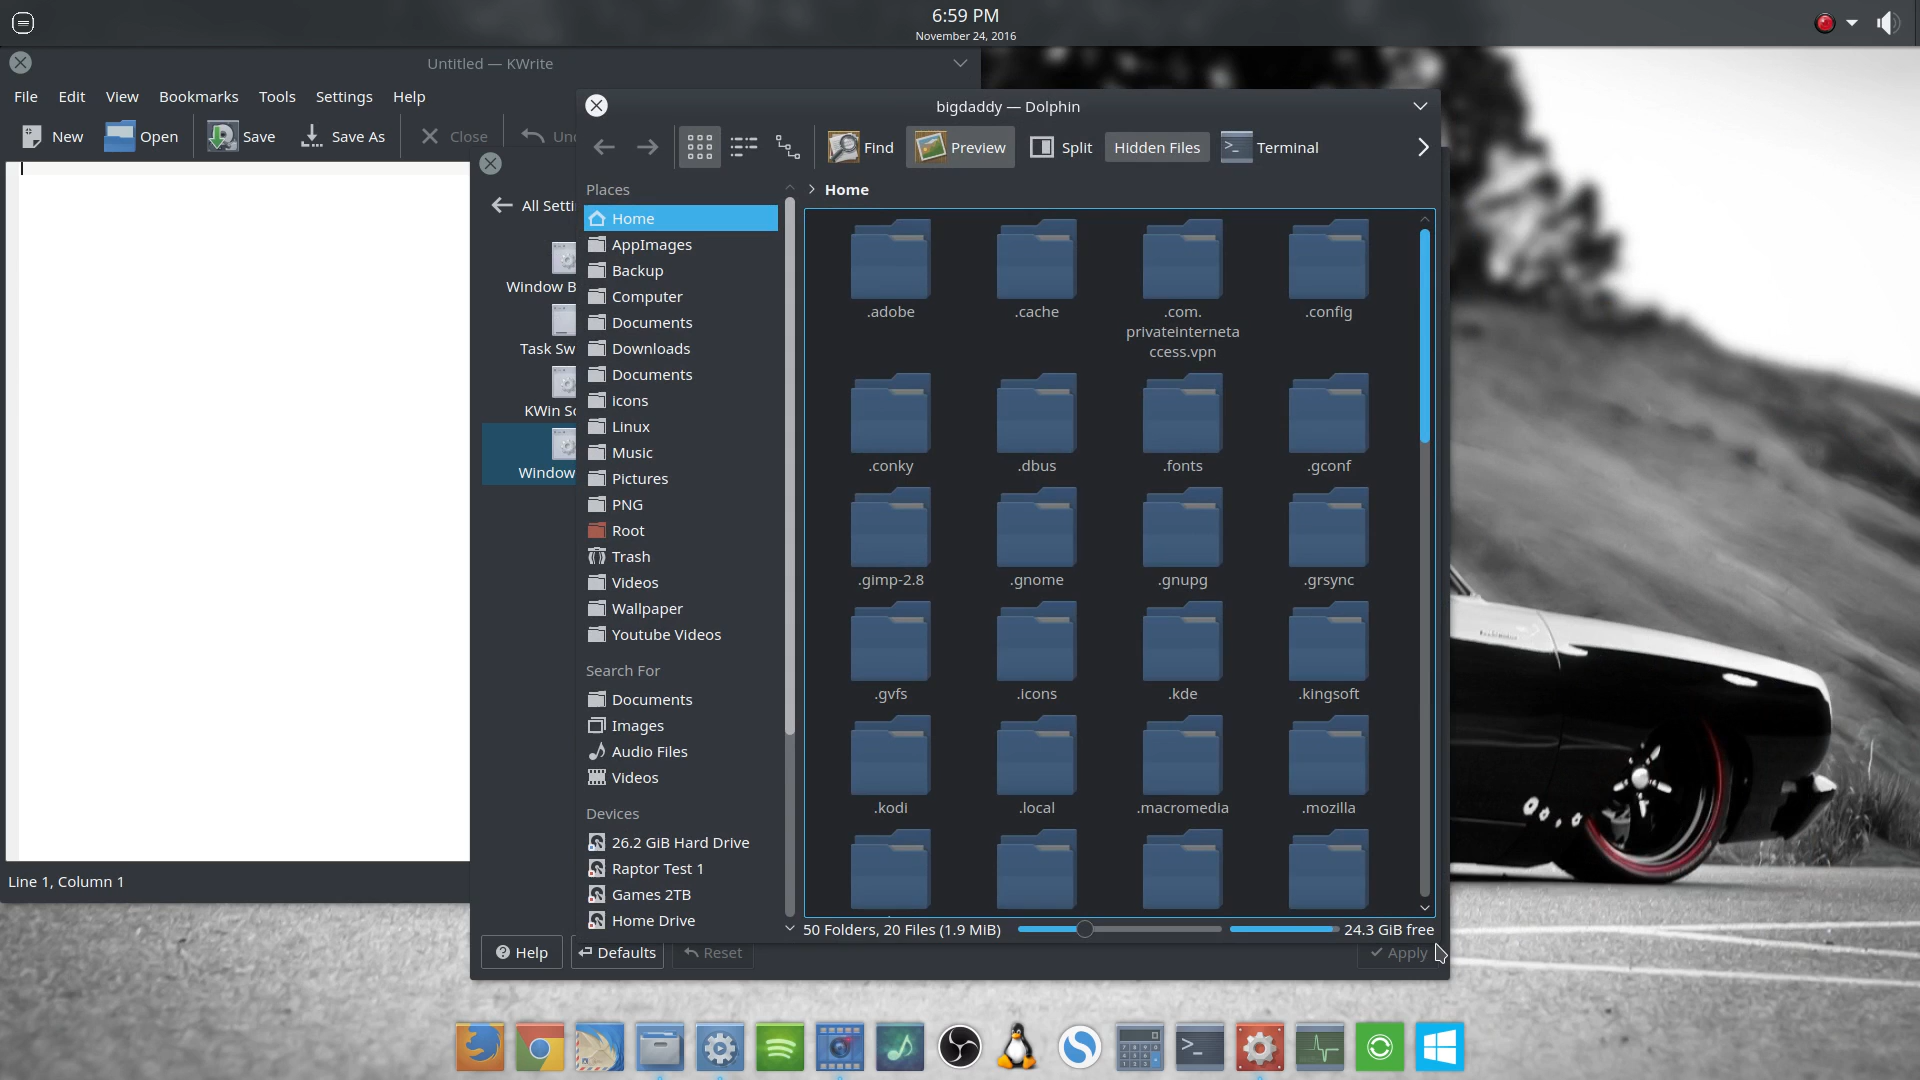 6:59 PM
November 24, 2016
Untitled — KWrite
File Edit View Bookmarks Tools Settings Help
New Open Save Save As Close
bigdaddy — Dolphin
Find Preview Split Hidden Files Terminal
All Setti
Window B
Task Sw
KWin Sc
Window
Places
Home
AppImages
Backup
Computer
Documents
Downloads
Documents
icons
Linux
Music
Pictures
PNG
Root
Trash
Videos
Wallpaper
Youtube Videos
Search For
Documents
Images
Audio Files
Videos
Devices
26.2 GiB Hard Drive
Raptor Test 1
Games 2TB
Home Drive
Home
.adobe .cache .com. .config
privateinterneta
ccess.vpn
.conky .dbus .fonts .gconf
.gimp-2.8 .gnome .gnupg .grsync
.gvfs .icons .kde .kingsoft
.kodi .local .macromedia .mozilla
50 Folders, 20 Files (1.9 MiB) 24.3 GiB free
Line 1, Column 1
Help Defaults Reset Apply